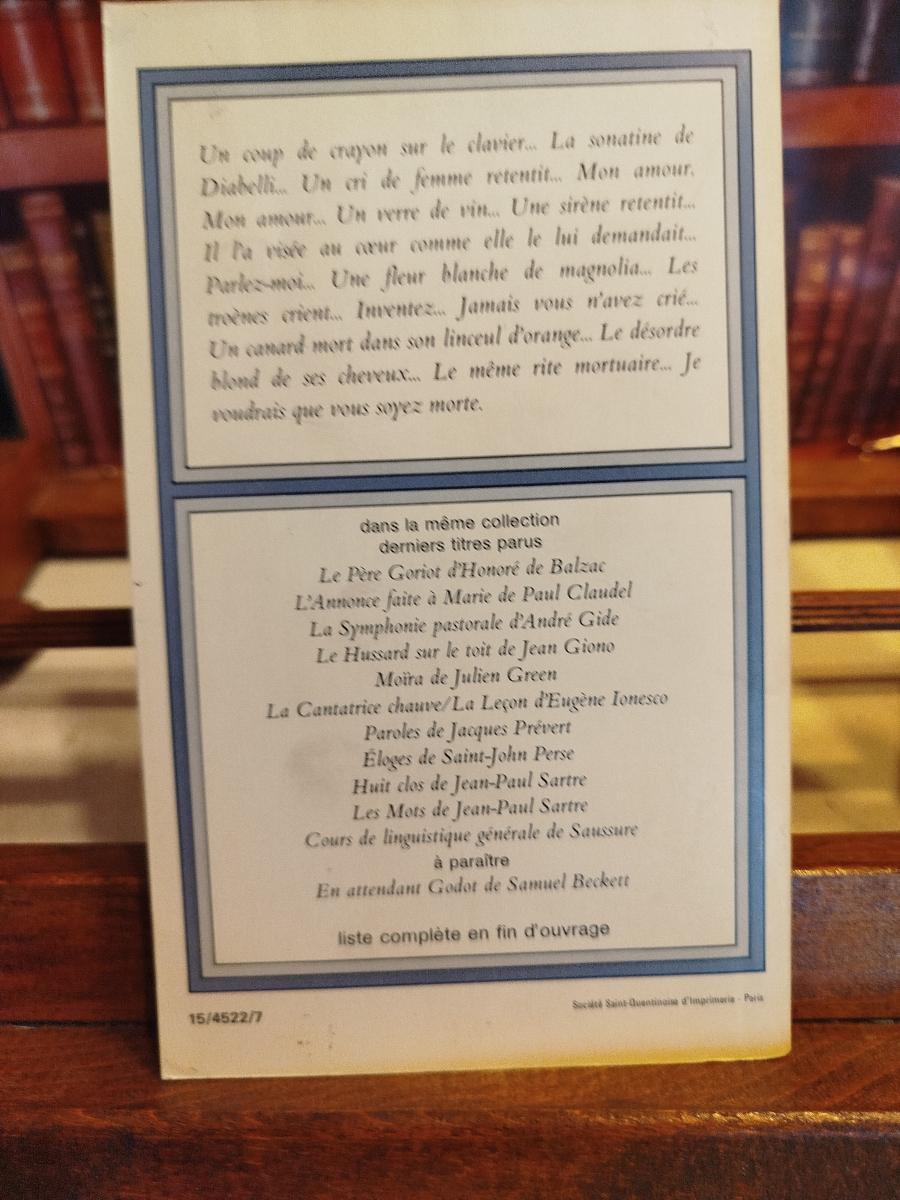 Un coup de crayon sur le clavier... La sonatine de
Diabelli... Un cri de femme retentit... Mon amour.
Mon amour... Un verre de vin... Une sirène retentit...
Il l'a visée au cœur comme elle le lui demandait...
Parlez-moi... Une fleur blanche de magnolia... Les
troènes crient... Inventez... Jamais vous n'avez crié...
Un canard mort dans son linceul d'orange... Le désordre
blond de ses cheveux... Le même rite mortuaire... Je
voudrais que vous soyez morte.
dans la même collection
derniers titres parus
Le Père Goriot d'Honoré de Balzac
L'Annonce faite à Marie de Paul Claudel
La Symphonie pastorale d'André Gide
Le Hussard sur le toit de Jean Giono
Moïra de Julien Green
La Cantatrice chauve/La Leçon d'Eugène Ionesco
Paroles de Jacques Prévert
Éloges de Saint-John Perse
Huit clos de Jean-Paul Sartre
Les Mots de Jean-Paul Sartre
Cours de linguistique générale de Saussure
à paraître
En attendant Godot de Samuel Beckett
liste complète en fin d'ouvrage
15/4522/7
Société Saint-Quentinoise d'Imprimerie - Paris